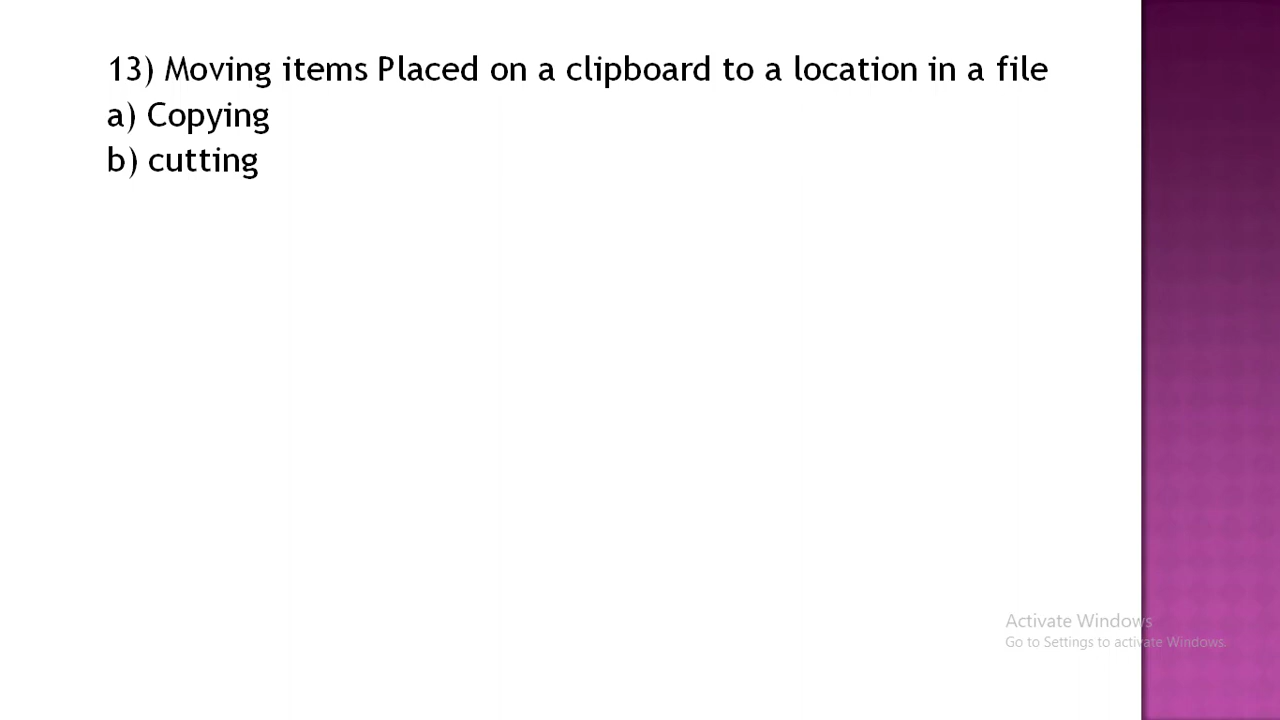 13) Moving items Placed on a clipboard to a location in a file
a) Copying
b) cutting
Activate Windows
Go to Settings to activate Windows.